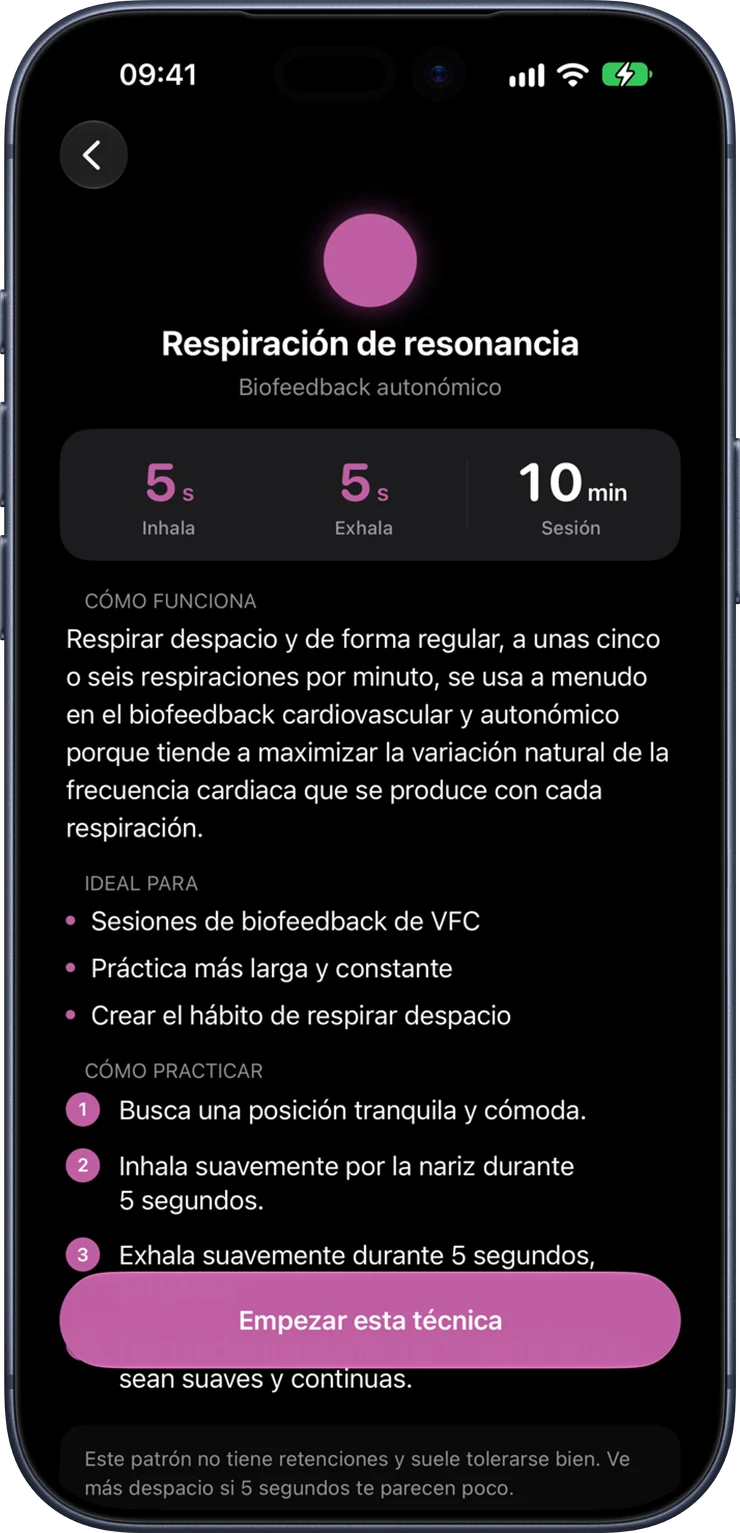 09:41
Respiración de resonancia
Biofeedback autonómico
5 s
5 s
10 min
Inhala
Exhala
Sesión
CÓMO FUNCIONA
Respirar despacio y de forma regular, a unas cinco
o seis respiraciones por minuto, se usa a menudo
en el biofeedback cardiovascular y autonómico
porque tiende a maximizar la variación natural de la
frecuencia cardiaca que se produce con cada
respiración.
IDEAL PARA
• Sesiones de biofeedback de VFC
• Práctica más larga y constante
• Crear el hábito de respirar despacio
CÓMO PRACTICAR
1 Busca una posición tranquila y cómoda.
2 Inhala suavemente por la nariz durante
5 segundos.
3 Exhala suavemente durante 5 segundos,
Empezar esta técnica
sean suaves y continuas.
Este patrón no tiene retenciones y suele tolerarse bien. Ve
más despacio si 5 segundos te parecen poco.